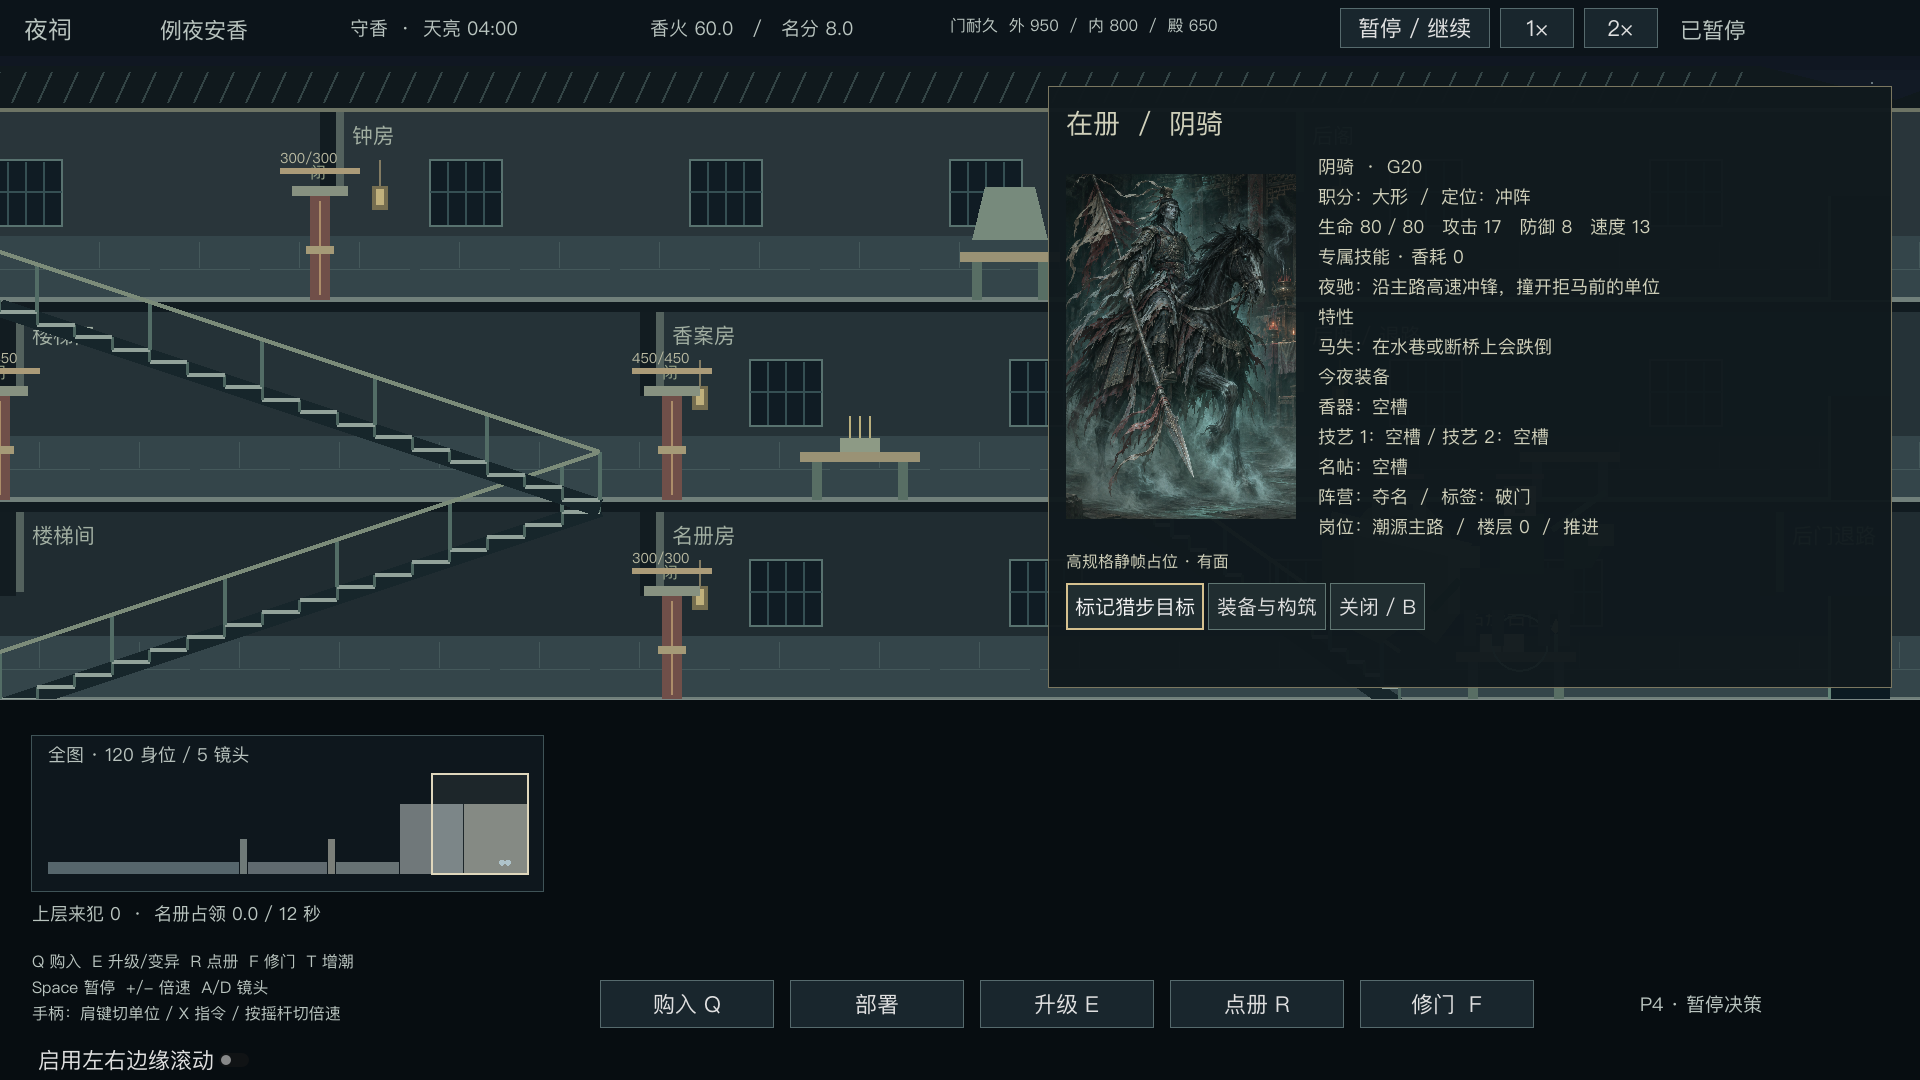 夜祠
例夜安香
守香 · 天亮 04:00
香火 60.0 / 名分 8.0
门耐久 外 950 / 内 800 / 殿 650
暂停 / 继续
1×
2×
已暂停
钟房
300/300
闭
香案房
450/450
闭
50
楼梯间
名册房
300/300
闭
在册 / 阴骑
阴骑 · G20
职分: 大形 / 定位: 冲阵
生命 80 / 80 攻击 17 防御 8 速度 13
专属技能 · 香耗 0
夜驰: 沿主路高速冲锋, 撞开拒马前的单位
特性
马失: 在水巷或断桥上会跌倒
今夜装备
香器: 空槽
技艺 1: 空槽 / 技艺 2: 空槽
名帖: 空槽
阵营: 夺名 / 标签: 破门
岗位: 潮源主路 / 楼层 0 / 推进
高规格静帧占位 · 有面
标记猎步目标
装备与构筑
关闭 / B
后门退路
全图 · 120 身位 / 5 镜头
上层来犯 0 · 名册占领 0.0 / 12 秒
Q 购入 E 升级/变异 R 点册 F 修门 T 增潮
Space 暂停 +/− 倍速 A/D 镜头
手柄: 肩键切单位 / X 指令 / 按摇杆切倍速
启用左右边缘滚动
购入 Q
部署
升级 E
点册 R
修门 F
P4 · 暂停决策